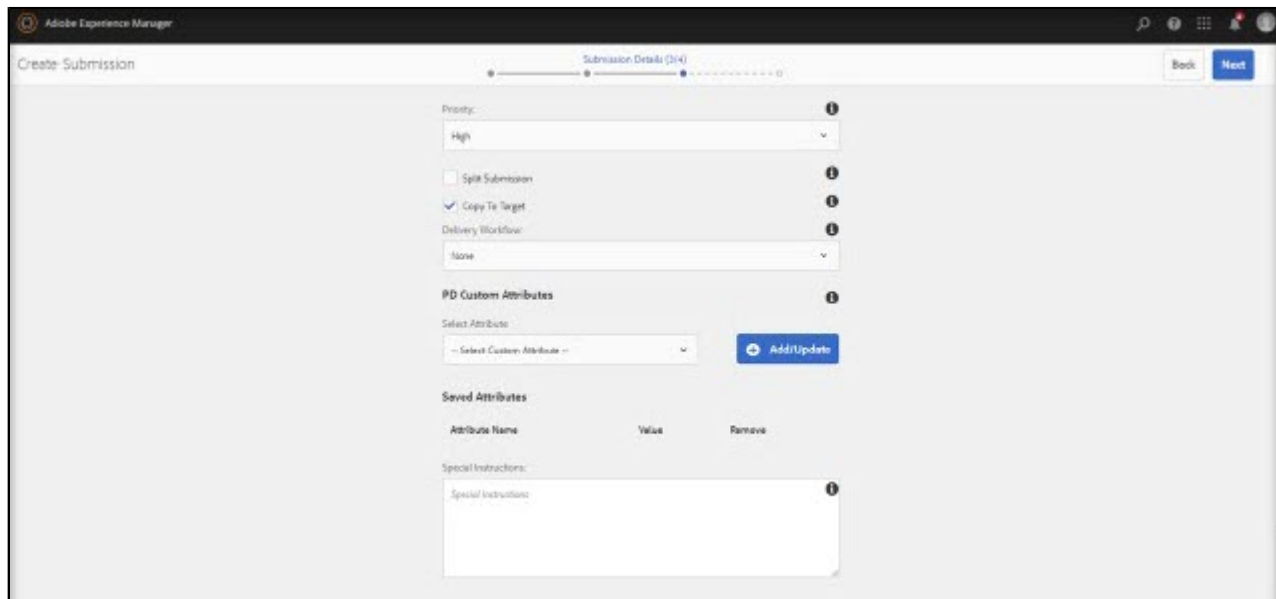 Adobe Experience Manager
Create Submission
Submission Details (3/4)
Back
Next
Priority:
High
Split Submission
Copy To Target
Delivery Workflow:
None
PD Custom Attributes
Select Attribute
-- Select Custom Attribute --
Add/Update
Saved Attributes
Attribute Name Value Remove
Special Instructions:
Special Instructions